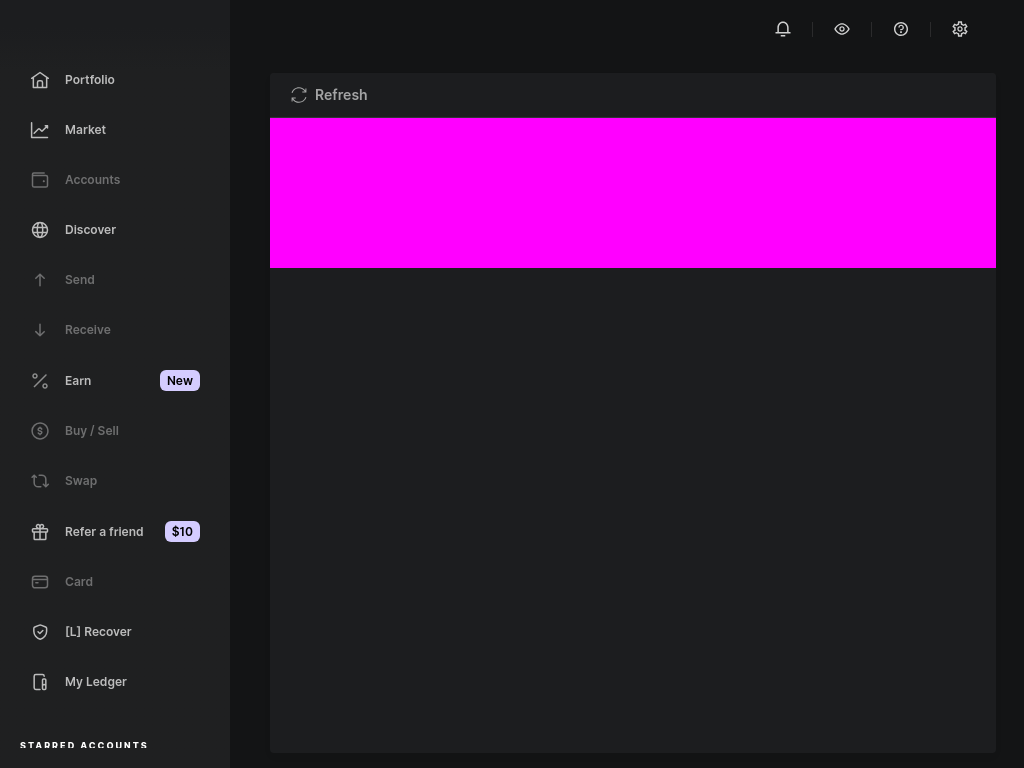 Portfolio
Market
Accounts
Discover
Send
Receive
Earn
New
Buy / Sell
Swap
Refer a friend
$10
Card
[L] Recover
My Ledger
STARRED ACCOUNTS
Refresh